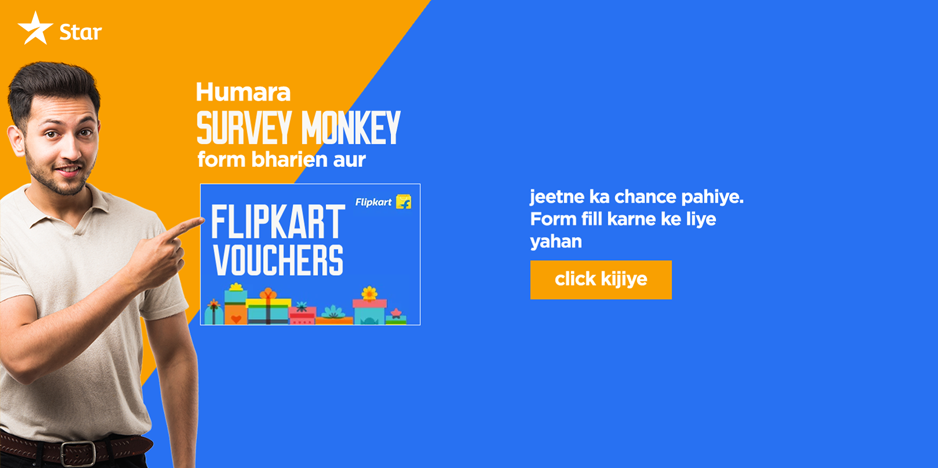 Star
Humara
SURVEY MONKEY
form bharien aur
Flipkart
FLIPKART
VOUCHERS
jeetne ka chance pahiye.
Form fill karne ke liye
yahan
click kijiye